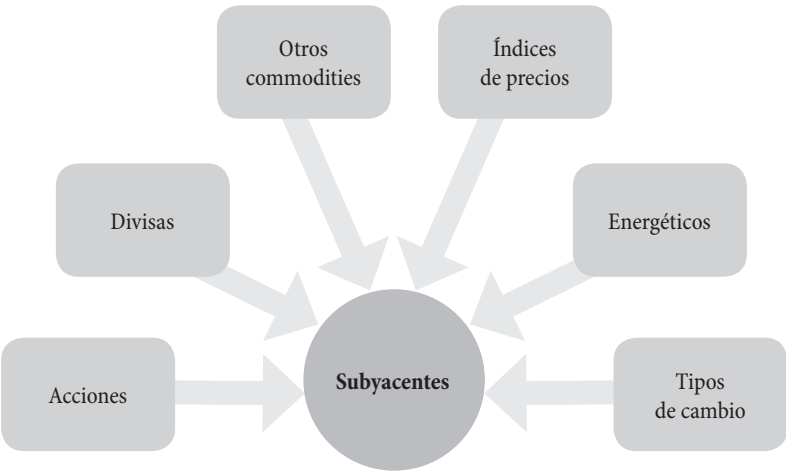 Otros
commodities
Índices
de precios
Divisas
Energéticos
Acciones
Subyacentes
Tipos
de cambio